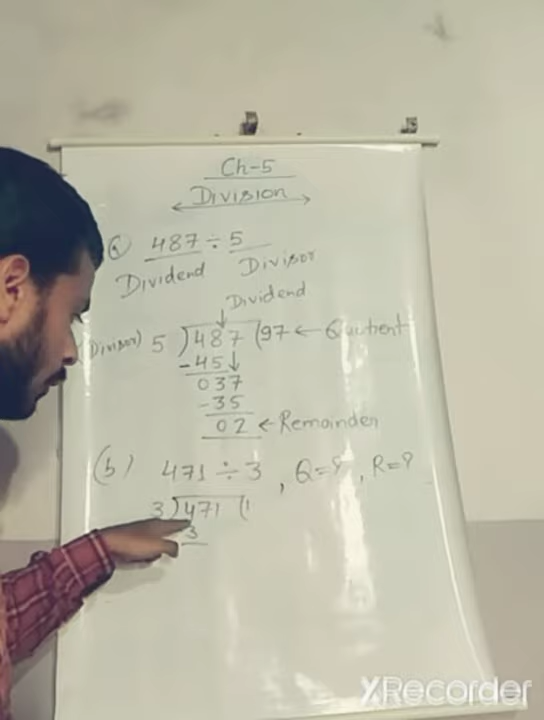 Ch-5
Division
a) 487 ÷ 5
Dividend Divisor
Dividend
Divisor) 5 )487(97 ← Quotient
-45
037
-35
02 ← Remainder
(b) 471 ÷ 3, Q=?, R=?
3)471(1
3
XRecorder